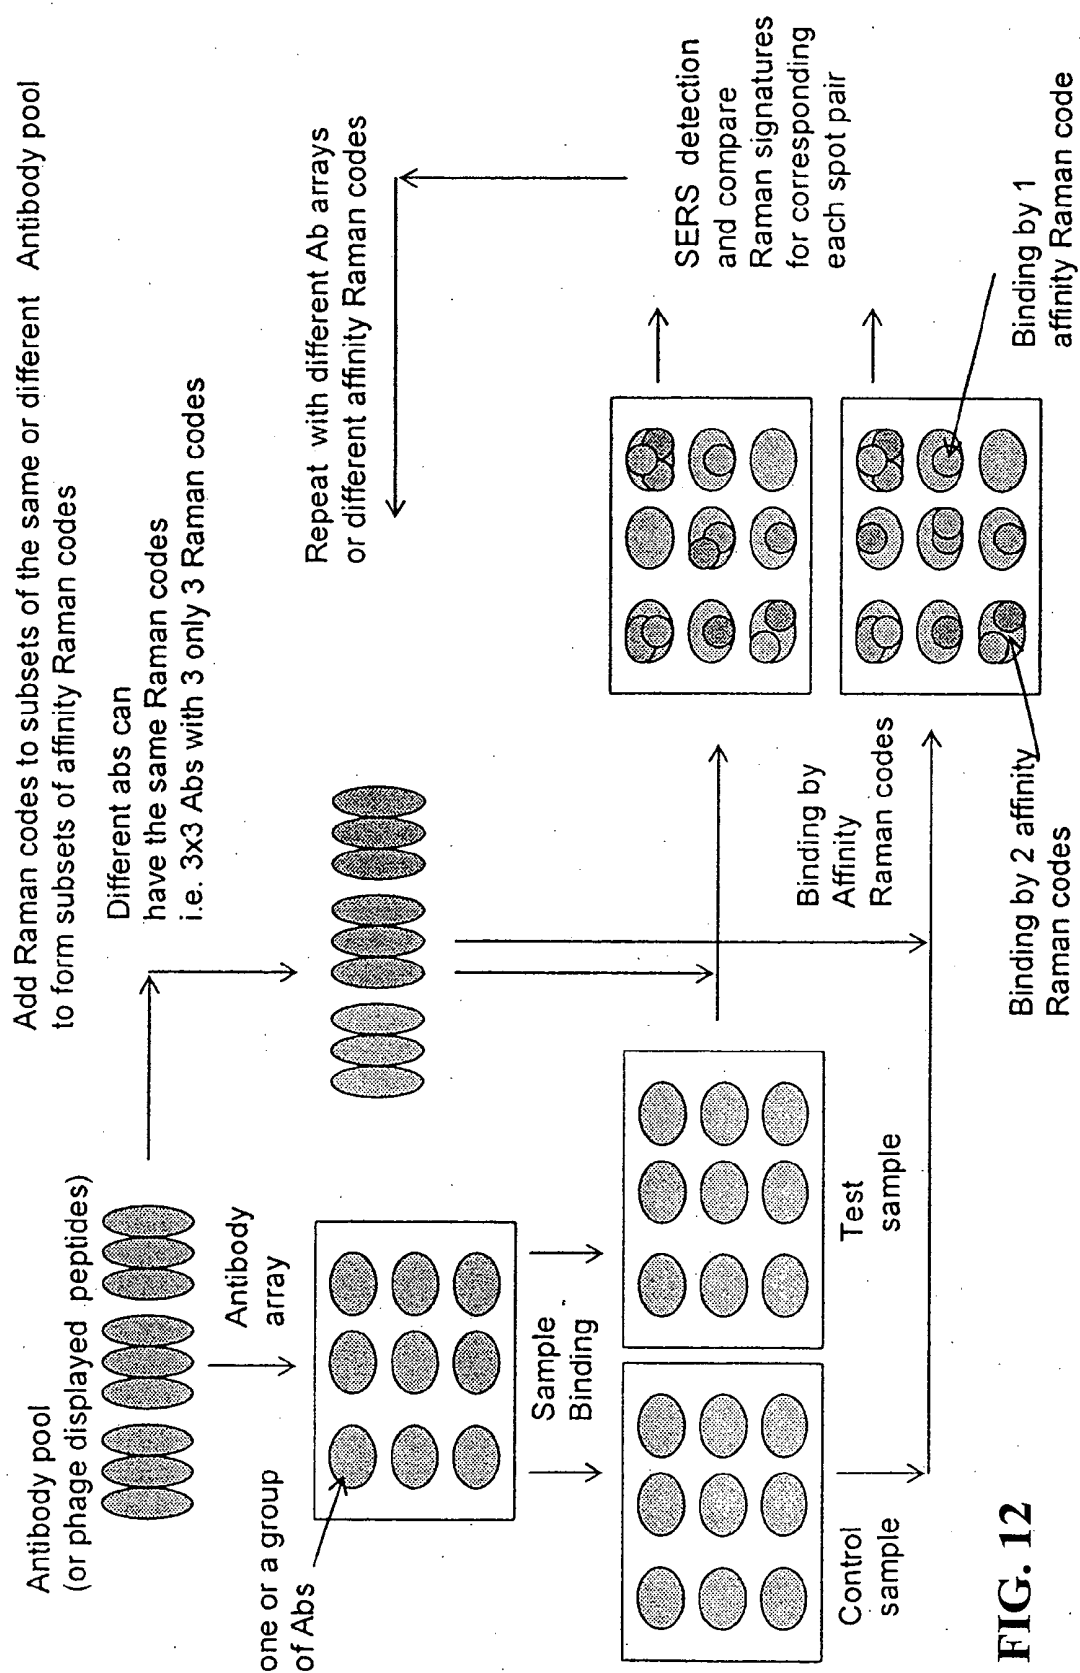 Antibody pool
(or phage displayed peptides)
Add Raman codes to subsets of the same or different Antibody pool
to form subsets of affinity Raman codes
Different abs can
have the same Raman codes
i.e. 3x3 Abs with 3 only 3 Raman codes
one or a group
of Abs
Antibody
array
Repeat with different Ab arrays
or different affinity Raman codes
Sample
Binding
Control
sample
Test
sample
Binding by
Affinity
Raman codes
SERS detection
and compare
Raman signatures
for corresponding
each spot pair
Binding by 2 affinity
Raman codes
Binding by 1
affinity Raman code
FIG. 12